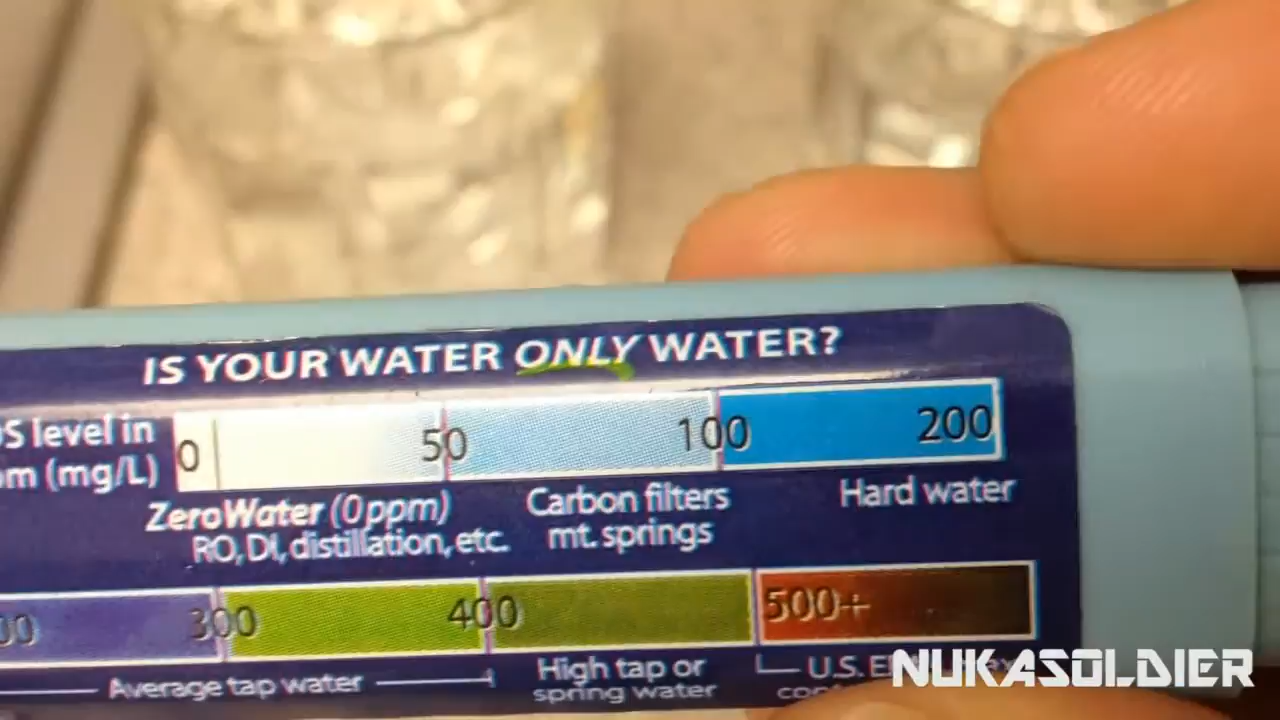 IS YOUR WATER ONLY WATER?
S level in
m (mg/L)
0 50 100 200
ZeroWater (0ppm)
RO, DI, distillation, etc.
Carbon filters
mt. springs
Hard water
00 300 400 500+
Average tap water
High tap or
spring water
U.S.
NUKASOLDIER